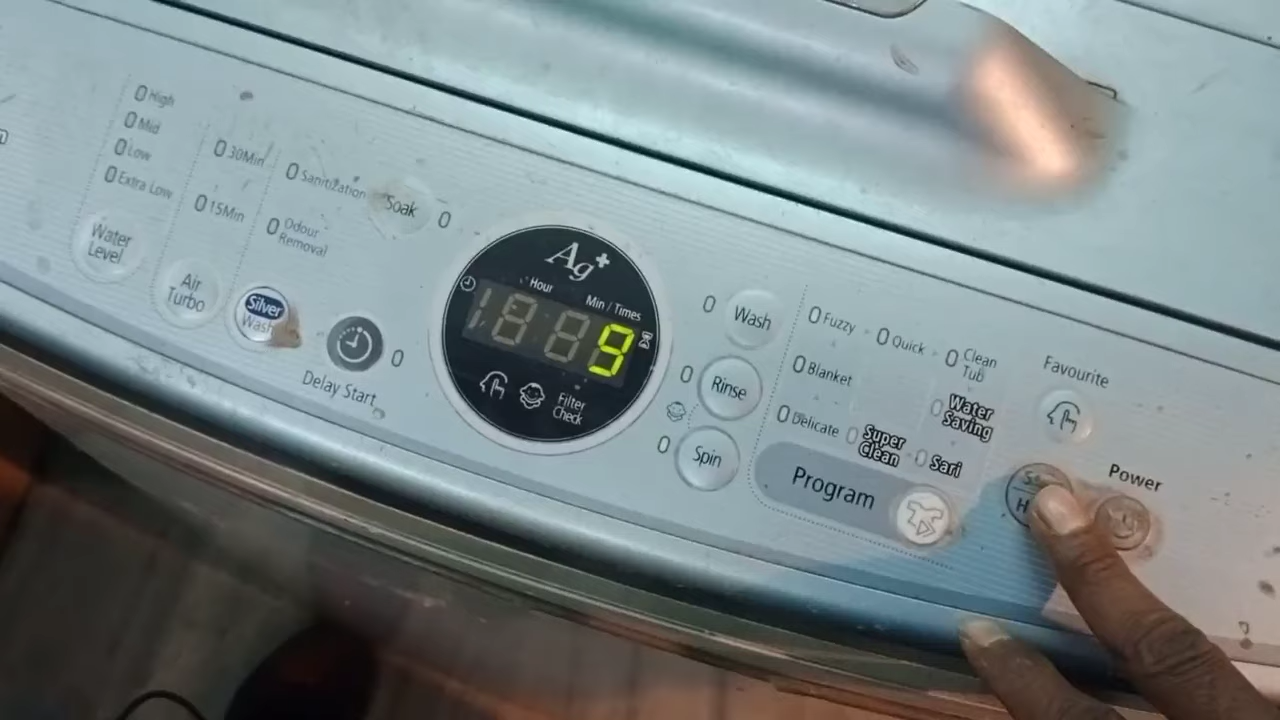 High
Mid
Low
Extra Low
Water
Level
30Min
15Min
Air
Turbo
Sanitization
Odour
Removal
Silver
Wash
Soak
Delay Start
Ag+
Hour
Min / Times
188 9
Filter
Check
Wash
Rinse
Spin
Fuzzy
Blanket
Delicate
Quick
Super
Clean
Clean
Tub
Water
Saving
Sari
Program
Favourite
Power